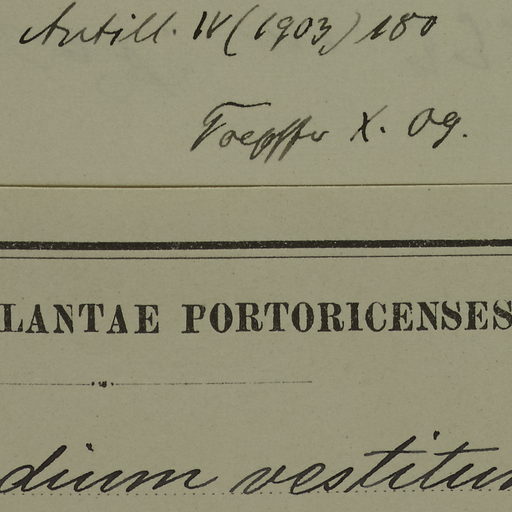 Antill. IV (1903) 180
Toepffer X. 09.
LANTAE PORTORICENSES
dium vestitum